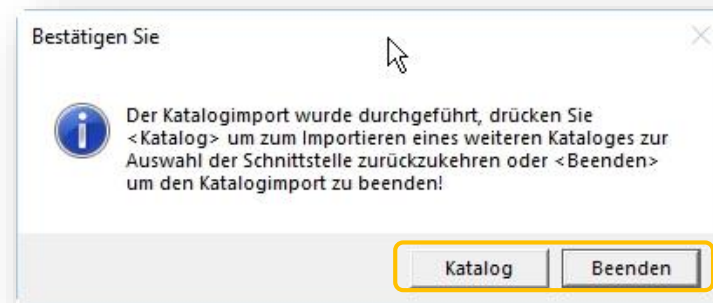 Bestätigen Sie
Der Katalogimport wurde durchgeführt, drücken Sie
<Katalog> um zum Importieren eines weiteren Kataloges zur
Auswahl der Schnittstelle zurückzukehren oder <Beenden>
um den Katalogimport zu beenden!
Katalog Beenden